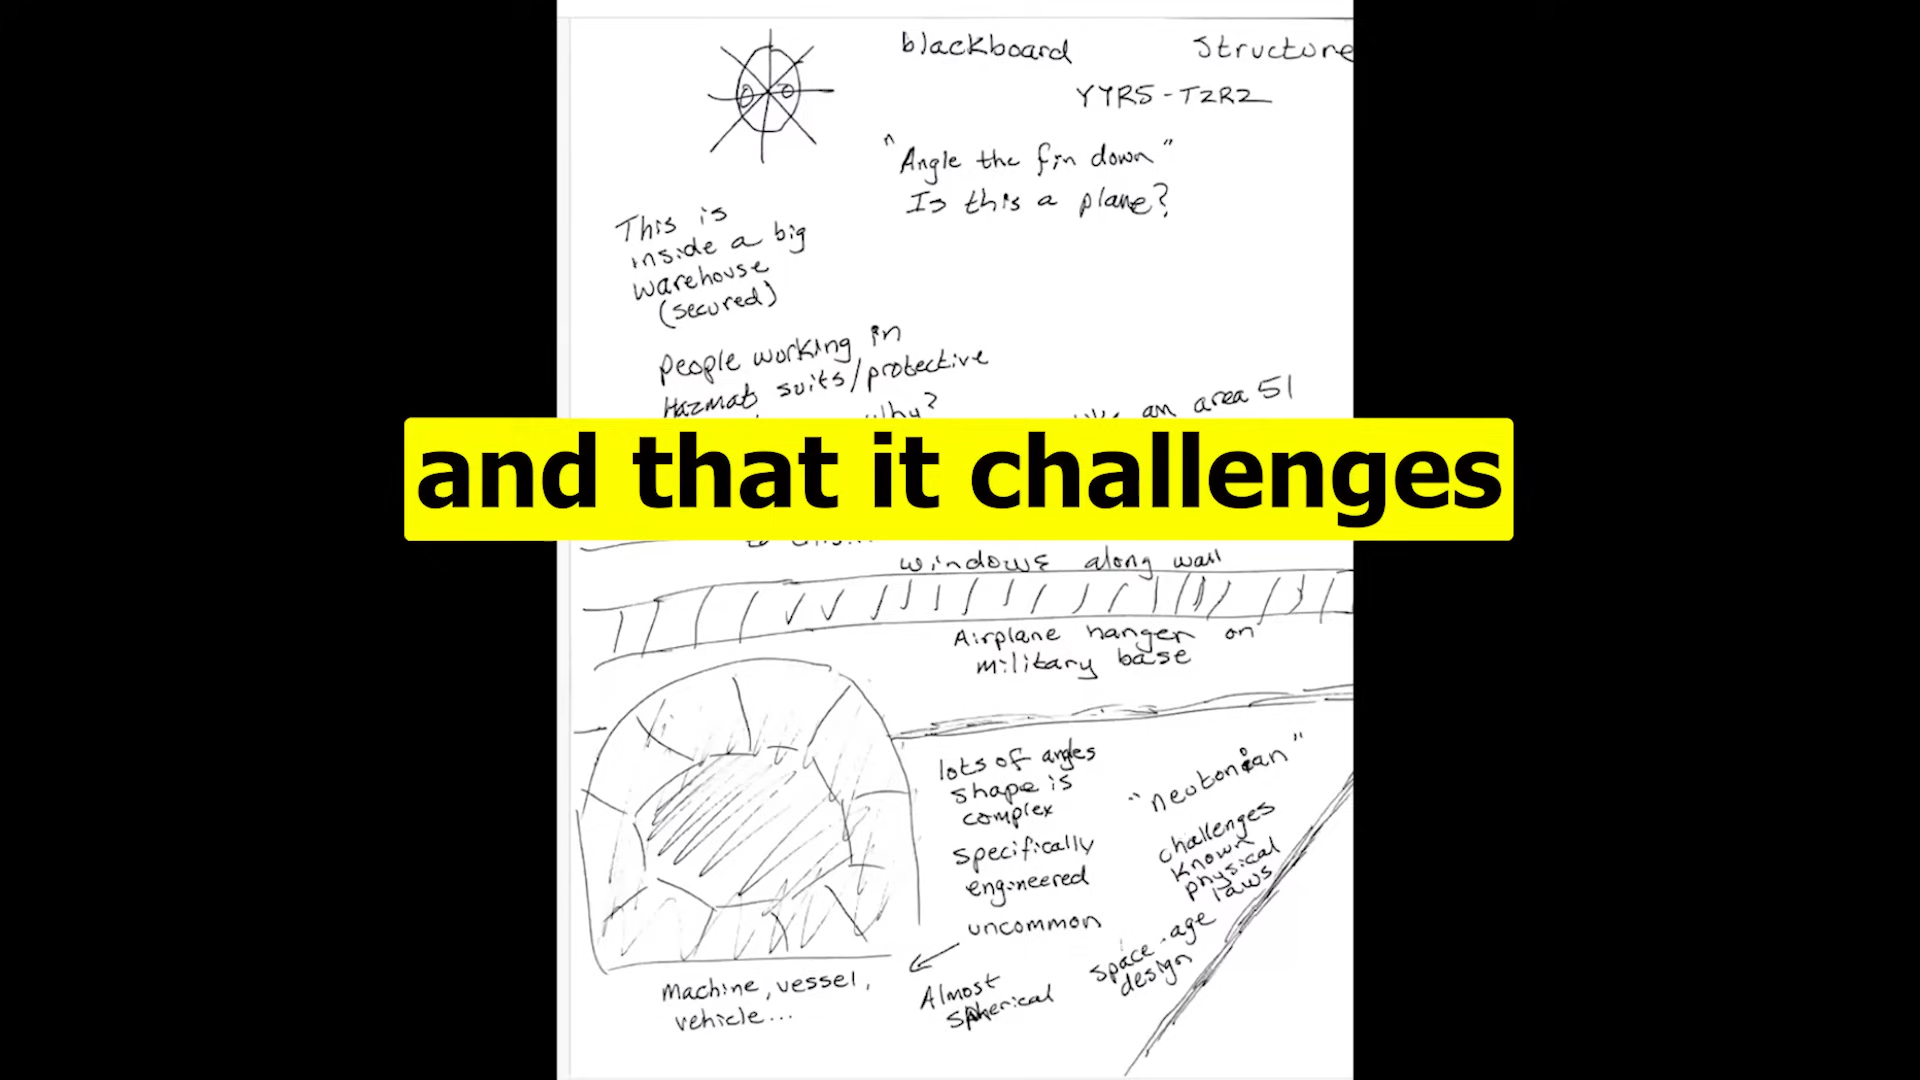 blackboard Structure
YYR5-TZRZ
"Angle the fin down"
Is this a plane?
This is
inside a big
warehouse
(secured)
People working in
Hazmat suits/protective
Why?
an area 51
and that it challenges
windows along wall
Airplane hanger on
military base
lots of angles
shape is
complex
specifically
engineered
uncommon
"neutonian"
challenges
known
physical
laws
space-age
design
Almost
spherical
Machine, vessel,
vehicle...